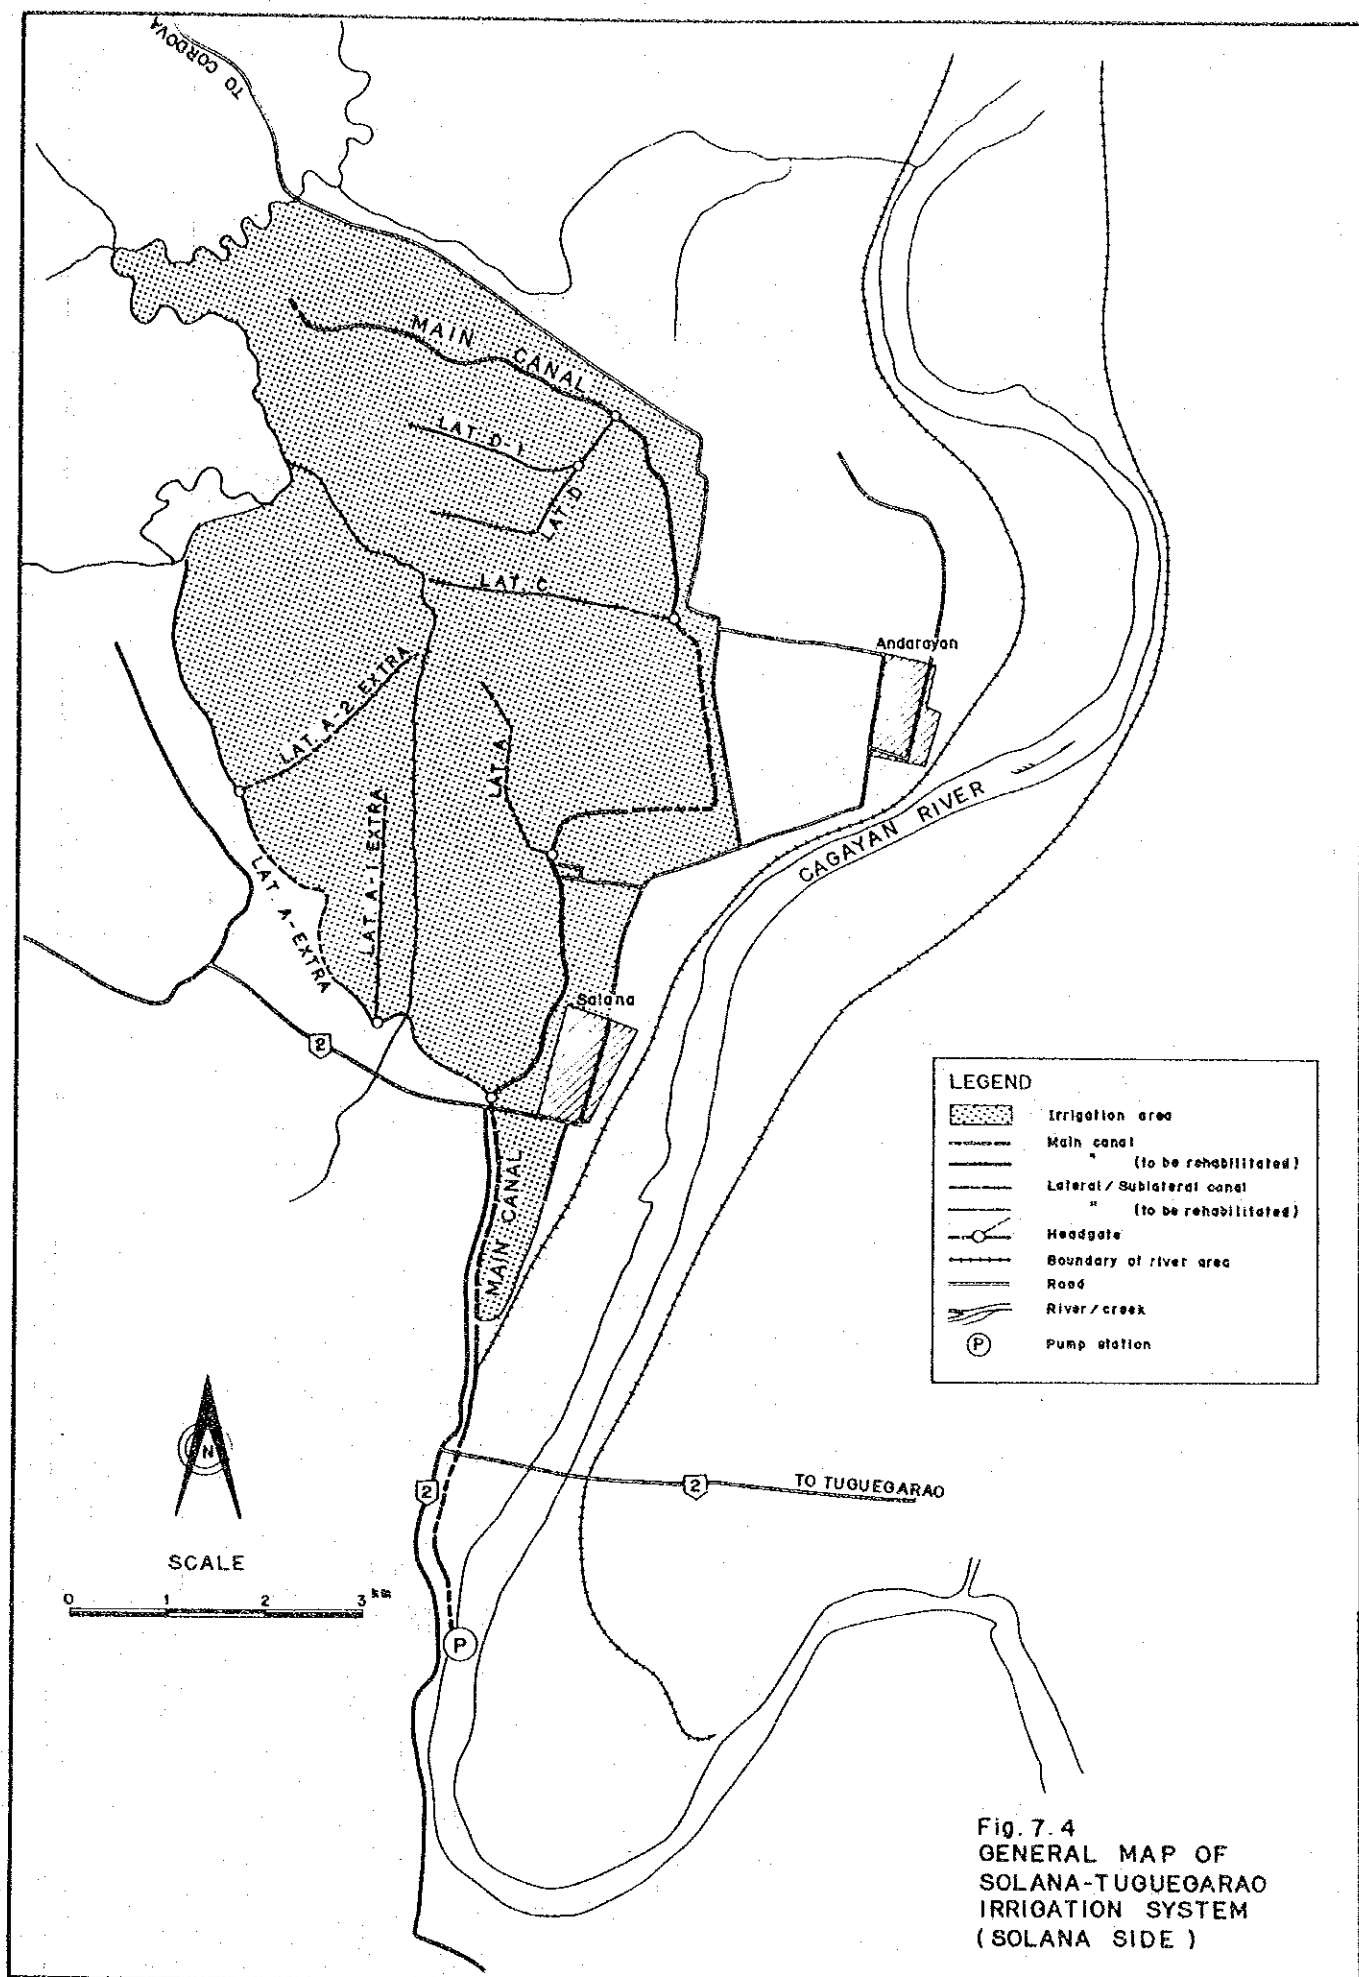 TO CORDOVA
MAIN CANAL
LAT. D-1
LAT. D
LAT. C
Andarayan
LAT. A-2 EXTRA
LAT. A
LAT. A-1 EXTRA
LAT. A-EXTRA
CAGAYAN RIVER
Solana
2
MAIN CANAL
LEGEND
Irrigation area
Main canal
" (to be rehabilitated)
Lateral / Sublateral canal
" (to be rehabilitated)
Headgate
Boundary of river area
Road
River / creek
P Pump station
N
2
2
TO TUGUEGARAO
SCALE
0 1 2 3 km
P
Fig. 7.4
GENERAL MAP OF
SOLANA-TUGUEGARAO
IRRIGATION SYSTEM
( SOLANA SIDE )